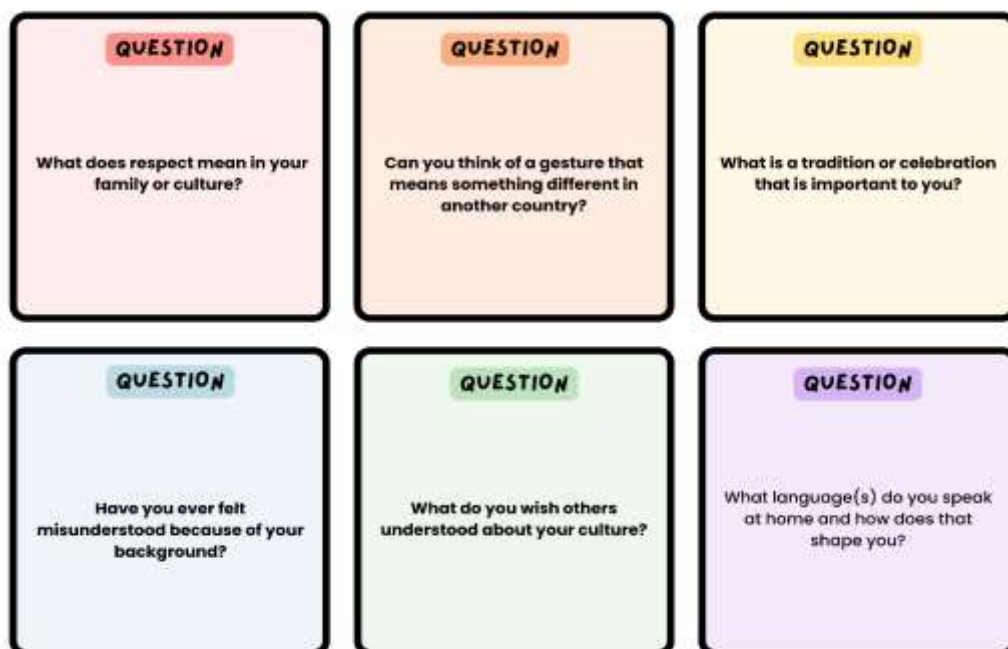 QUESTION
What does respect mean in your
family or culture?
QUESTION
Can you think of a gesture that
means something different in
another country?
QUESTION
What is a tradition or celebration
that is important to you?
QUESTION
Have you ever felt
misunderstood because of your
background?
QUESTION
What do you wish others
understood about your culture?
QUESTION
What language(s) do you speak
at home and how does that
shape you?